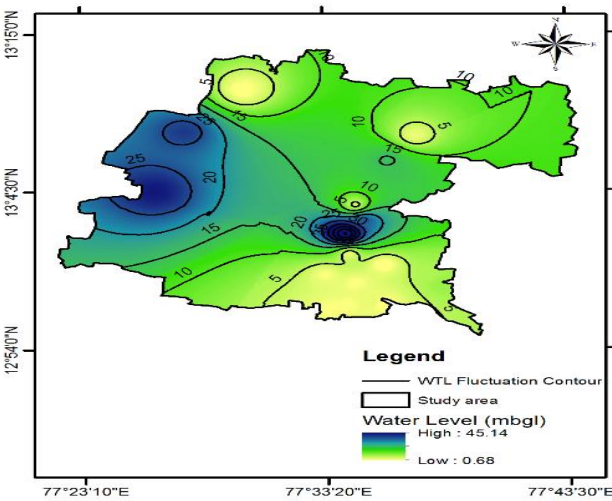 13°15'0"N
N
W E
S
10
5
15
10
10
10
5
25
15
25
20
10
20
20
15
10
5
5
13°4'30"N
12°54'0"N
Legend
WTL Fluctuation Contour
Study area
Water Level (mbgl)
High : 45.14
Low : 0.68
77°23'10"E 77°33'20"E 77°43'30"E